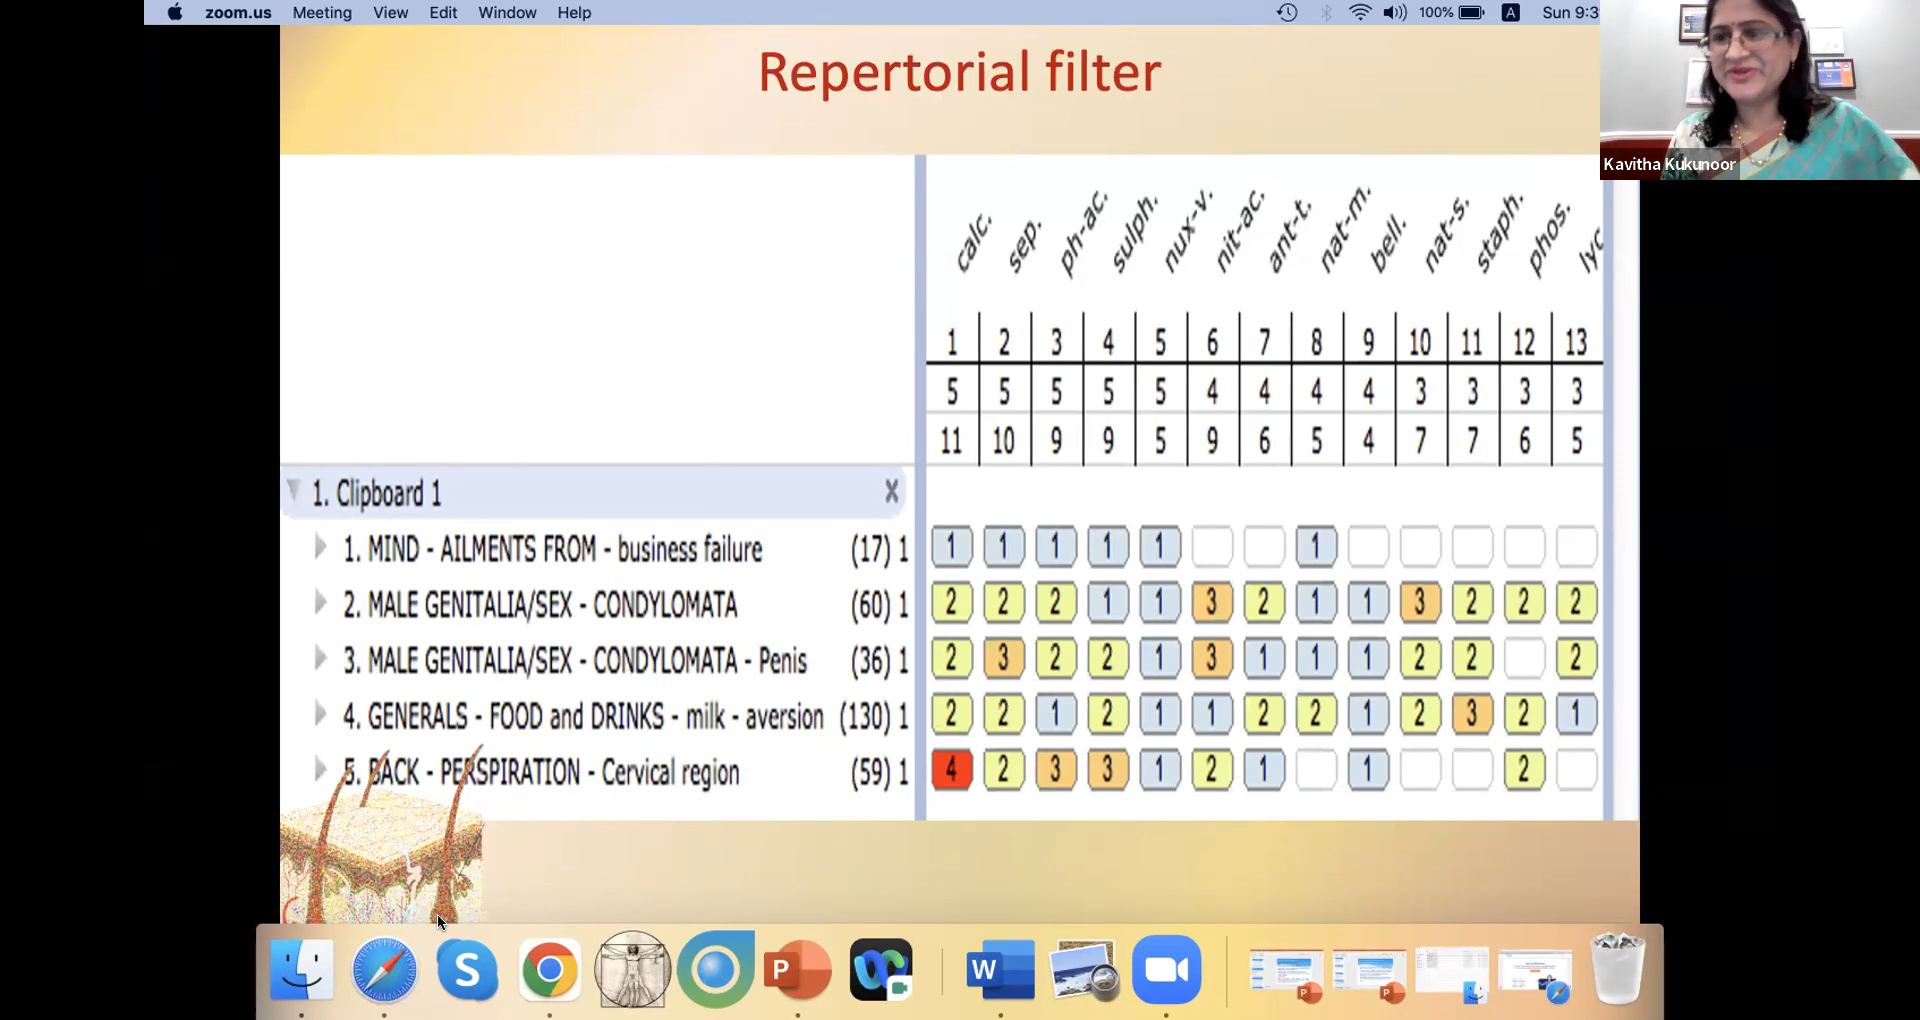 zoom.us Meeting View Edit Window Help 100% A Sun 9:3
Repertorial filter
Kavitha Kukunoor
calc. sep. ph-ac. sulph. nux-v. nit-ac. ant-t. nat-m. bell. nat-s. staph. phos. lyc
1 2 3 4 5 6 7 8 9 10 11 12 13
5 5 5 5 5 4 4 4 4 3 3 3 3
11 10 9 9 5 9 6 5 4 7 7 6 5
1. Clipboard 1 X
1. MIND - AILMENTS FROM - business failure (17) 1 1 1 1 1 1 1
2. MALE GENITALIA/SEX - CONDYLOMATA (60) 1 2 2 2 1 1 3 2 1 1 3 2 2 2
3. MALE GENITALIA/SEX - CONDYLOMATA - Penis (36) 1 2 3 2 2 1 3 1 1 1 2 2 2
4. GENERALS - FOOD and DRINKS - milk - aversion (130) 1 2 2 1 2 1 1 2 2 1 2 3 2 1
5. BACK - PERSPIRATION - Cervical region (59) 1 4 2 3 3 1 2 1 1 2
S P W